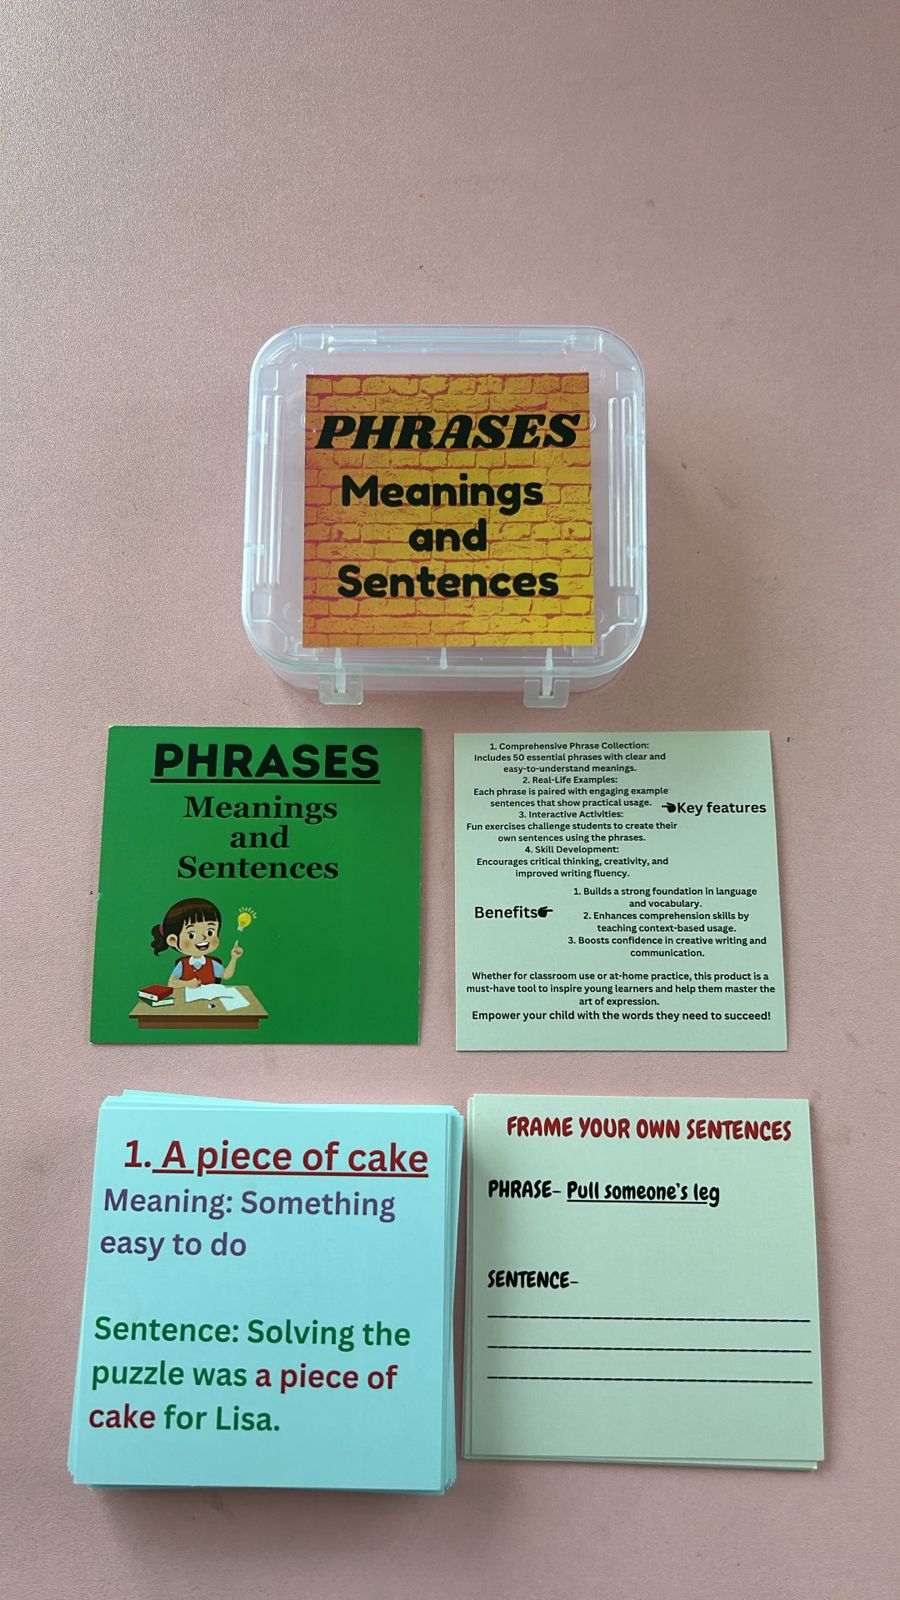 PHRASES
Meanings
and
Sentences
PHRASES
Meanings
and
Sentences
1. Comprehensive Phrase Collection:
Includes 50 essential phrases with clear and
easy-to-understand meanings.
2. Real-Life Examples:
Each phrase is paired with engaging example
sentences that show practical usage.
3. Interactive Activities:
Fun exercises challenge students to create their
own sentences using the phrases.
4. Skill Development:
Encourages critical thinking, creativity, and
improved writing fluency.
Key features
Benefits
1. Builds a strong foundation in language
and vocabulary.
2. Enhances comprehension skills by
teaching context-based usage.
3. Boosts confidence in creative writing and
communication.
Whether for classroom use or at-home practice, this product is a
must-have tool to inspire young learners and help them master the
art of expression.
Empower your child with the words they need to succeed!
1. A piece of cake
Meaning: Something
easy to do
Sentence: Solving the
puzzle was a piece of
cake for Lisa.
FRAME YOUR OWN SENTENCES
PHRASE- Pull someone's leg
SENTENCE-